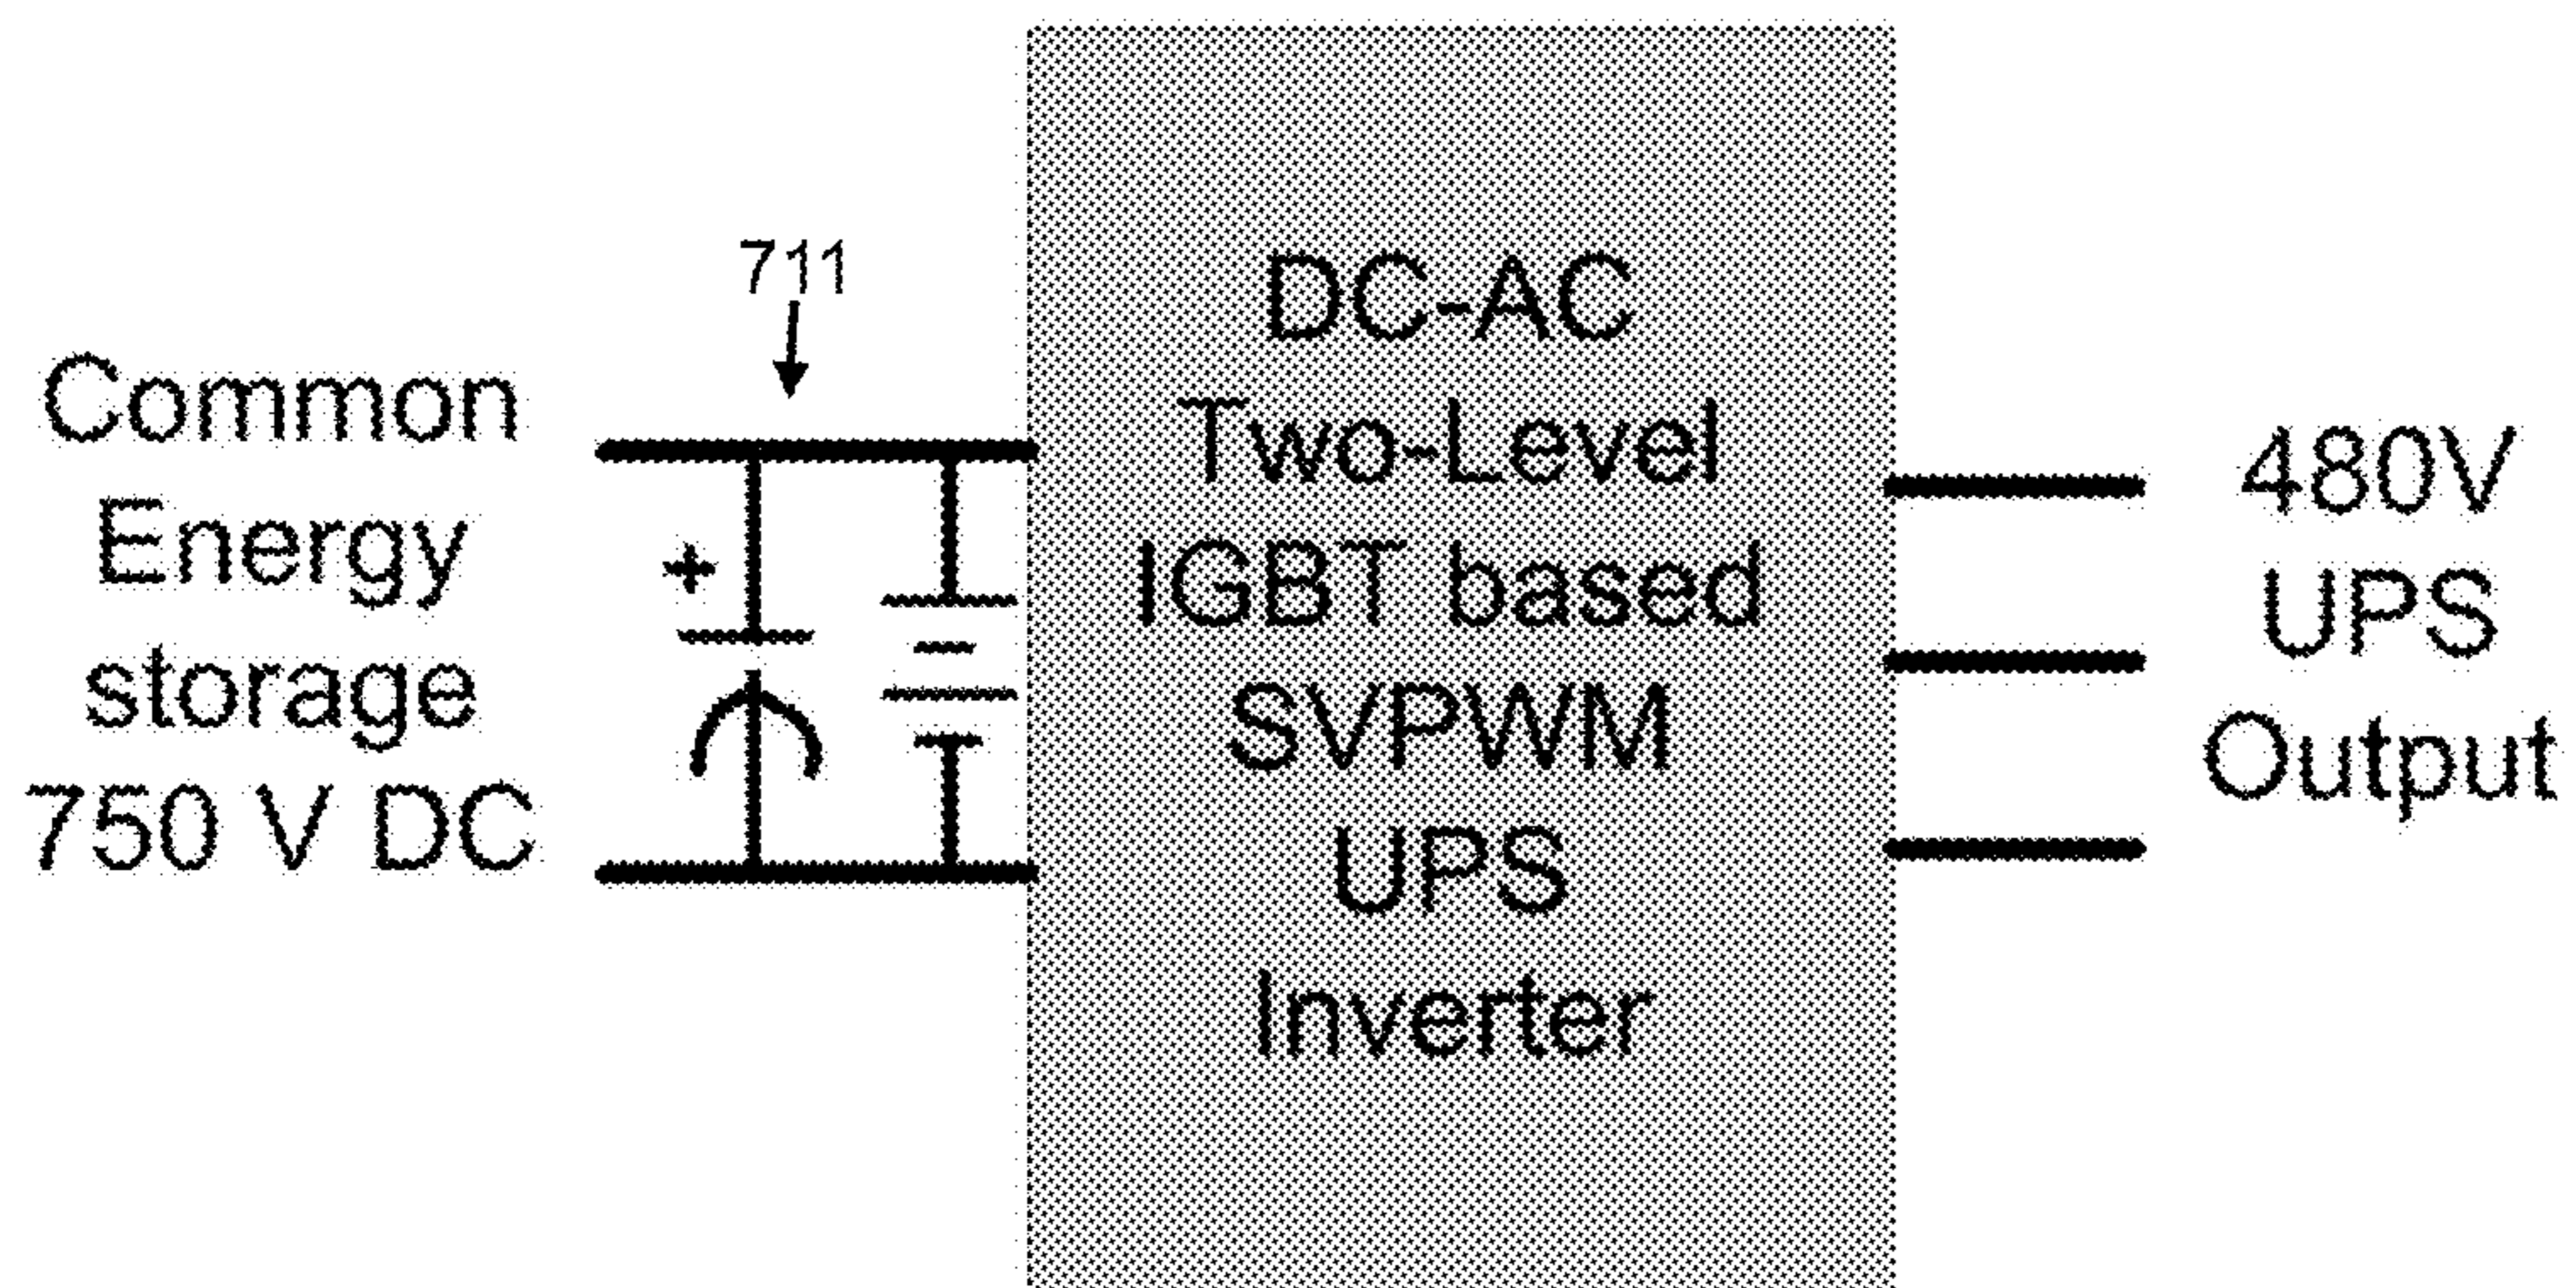 711
Common
Energy
storage
750 V DC
+
DC-AC
Two-Level
IGBT based
SVPWM
UPS
Inverter
480V
UPS
Output